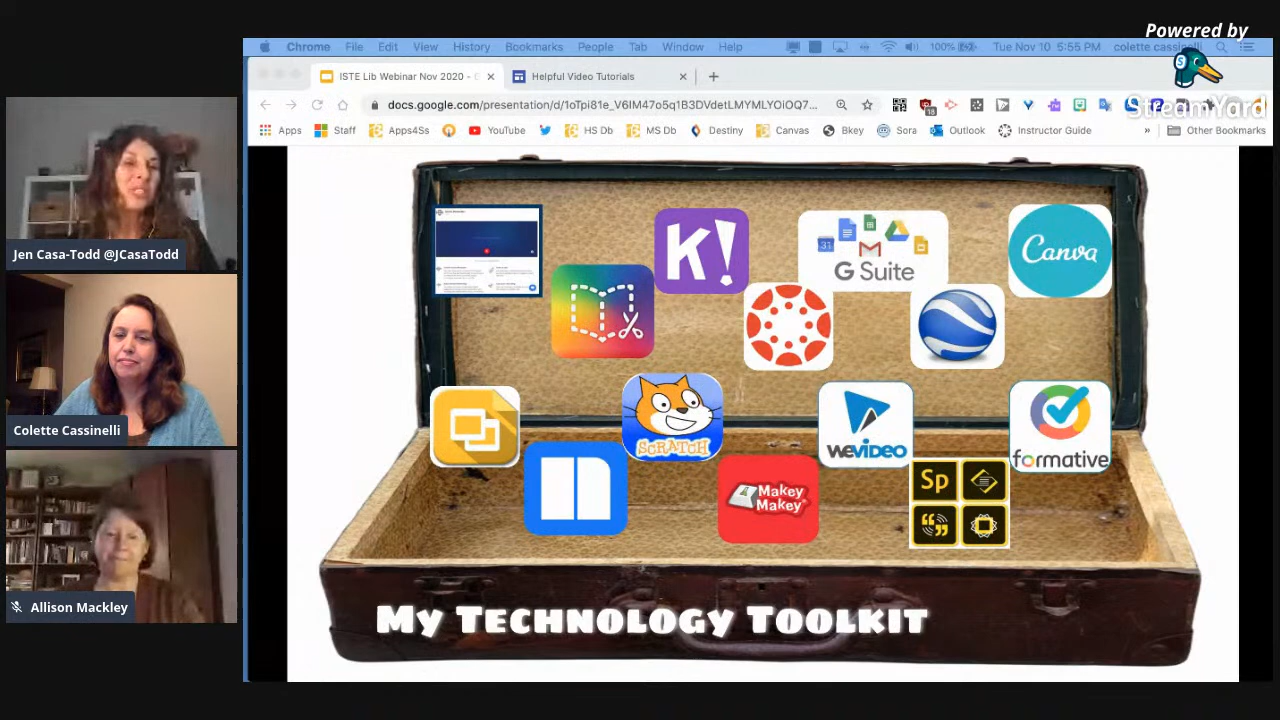 Powered by
StreamYard
Chrome File Edit View History Bookmarks People Tab Window Help
100%
Tue Nov 10 5:56 PM colette cassinelli
ISTE Lib Webinar Nov 2020 -
Helpful Video Tutorials
docs.google.com/presentation/d/1oTpi81e_V6IM47o5q1B3DVdetLMYMLYOiOQ7...
Apps Staff Apps4Ss YouTube HS Db MS Db Destiny Canvas Bkey Sora Outlook Instructor Guide » Other Bookmarks
Jen Casa-Todd @JCasaTodd
Colette Cassinelli
Allison Mackley
K!
31
G Suite
Canva
SCRATCH
WEVIDEO
formative
Makey
Makey
Sp
My Technology Toolkit